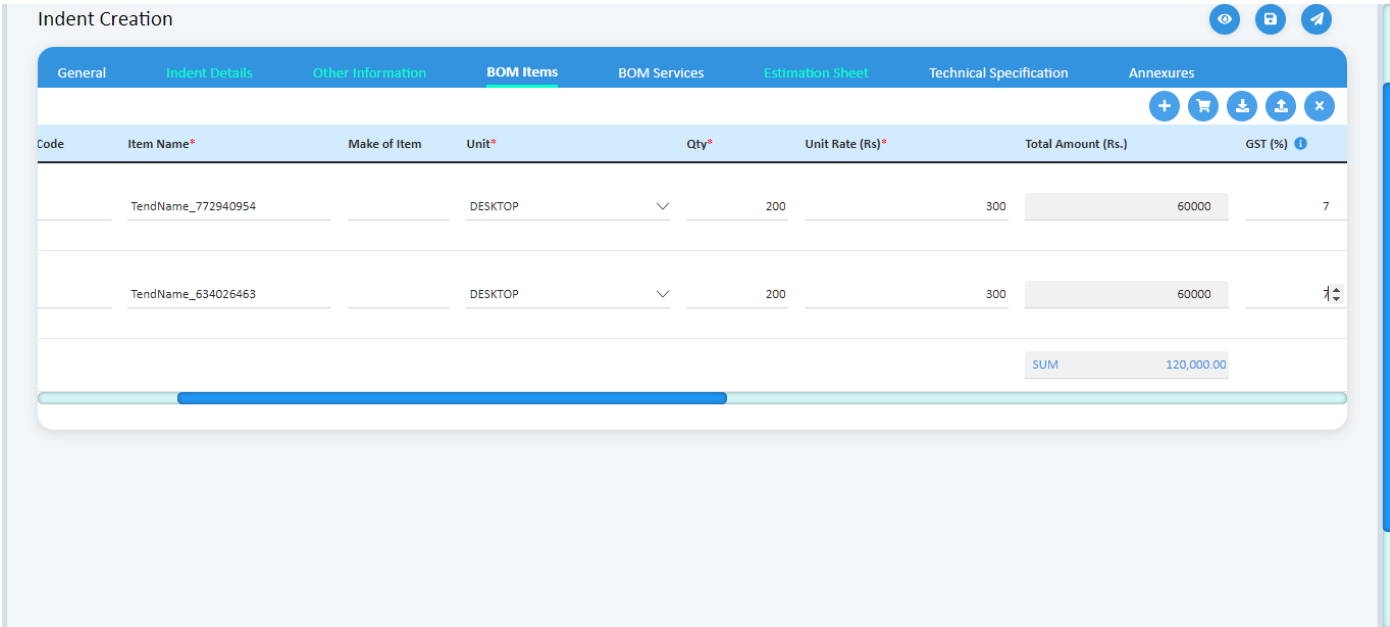 Indent Creation
General Indent Details Other Information BOM Items BOM Services Estimation Sheet Technical Specification Annexures
Code Item Name* Make of Item Unit* Qty* Unit Rate (Rs)* Total Amount (Rs.) GST (%)
TendName_772940954 DESKTOP 200 300 60000 7
TendName_634026463 DESKTOP 200 300 60000 7
SUM 120,000.00